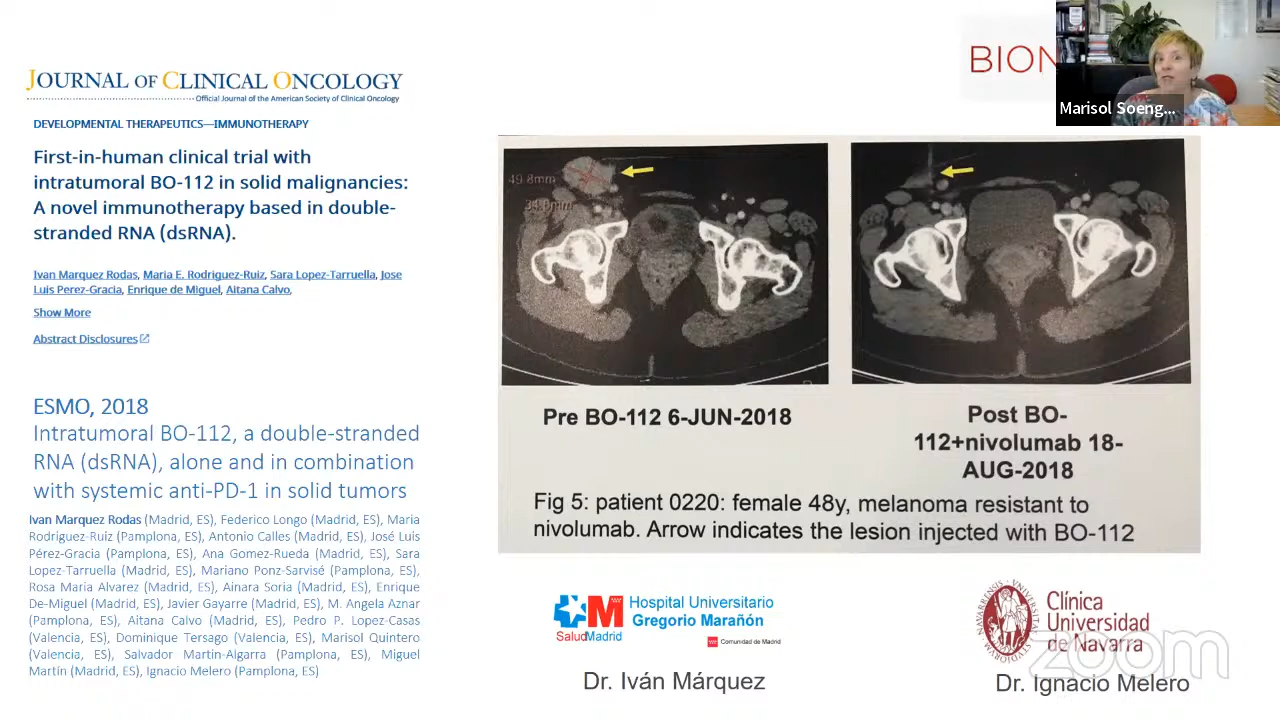 JOURNAL OF CLINICAL ONCOLOGY
Official Journal of the American Society of Clinical Oncology
DEVELOPMENTAL THERAPEUTICS—IMMUNOTHERAPY
First-in-human clinical trial with
intratumoral BO-112 in solid malignancies:
A novel immunotherapy based in double-
stranded RNA (dsRNA).
Ivan Marquez Rodas, Maria E. Rodriguez-Ruiz, Sara Lopez-Tarruella, Jose
Luis Perez-Gracia, Enrique de Miguel, Aitana Calvo,
Show More
Abstract Disclosures
ESMO, 2018
Intratumoral BO-112, a double-stranded
RNA (dsRNA), alone and in combination
with systemic anti-PD-1 in solid tumors
Ivan Marquez Rodas (Madrid, ES), Federico Longo (Madrid, ES), Maria
Rodriguez-Ruiz (Pamplona, ES), Antonio Calles (Madrid, ES), José Luis
Pérez-Gracia (Pamplona, ES), Ana Gomez-Rueda (Madrid, ES), Sara
Lopez-Tarruella (Madrid, ES), Mariano Ponz-Sarvisé (Pamplona, ES),
Rosa Maria Alvarez (Madrid, ES), Ainara Soria (Madrid, ES), Enrique
De-Miguel (Madrid, ES), Javier Gayarre (Madrid, ES), M. Angela Aznar
(Pamplona, ES), Aitana Calvo (Madrid, ES), Pedro P. Lopez-Casas
(Valencia, ES), Dominique Tersago (Valencia, ES), Marisol Quintero
(Valencia, ES), Salvador Martin-Algarra (Pamplona, ES), Miguel
Martín (Madrid, ES), Ignacio Melero (Pamplona, ES)
BION
Marisol Soeng...
49.8mm
Pre BO-112 6-JUN-2018
Post BO-
112+nivolumab 18-
AUG-2018
Fig 5: patient 0220: female 48y, melanoma resistant to
nivolumab. Arrow indicates the lesion injected with BO-112
M
SaludMadrid
Hospital Universitario
Gregorio Marañón
Comunidad de Madrid
Dr. Iván Márquez
Clínica
Universidad
de Navarra
zoom
Dr. Ignacio Melero